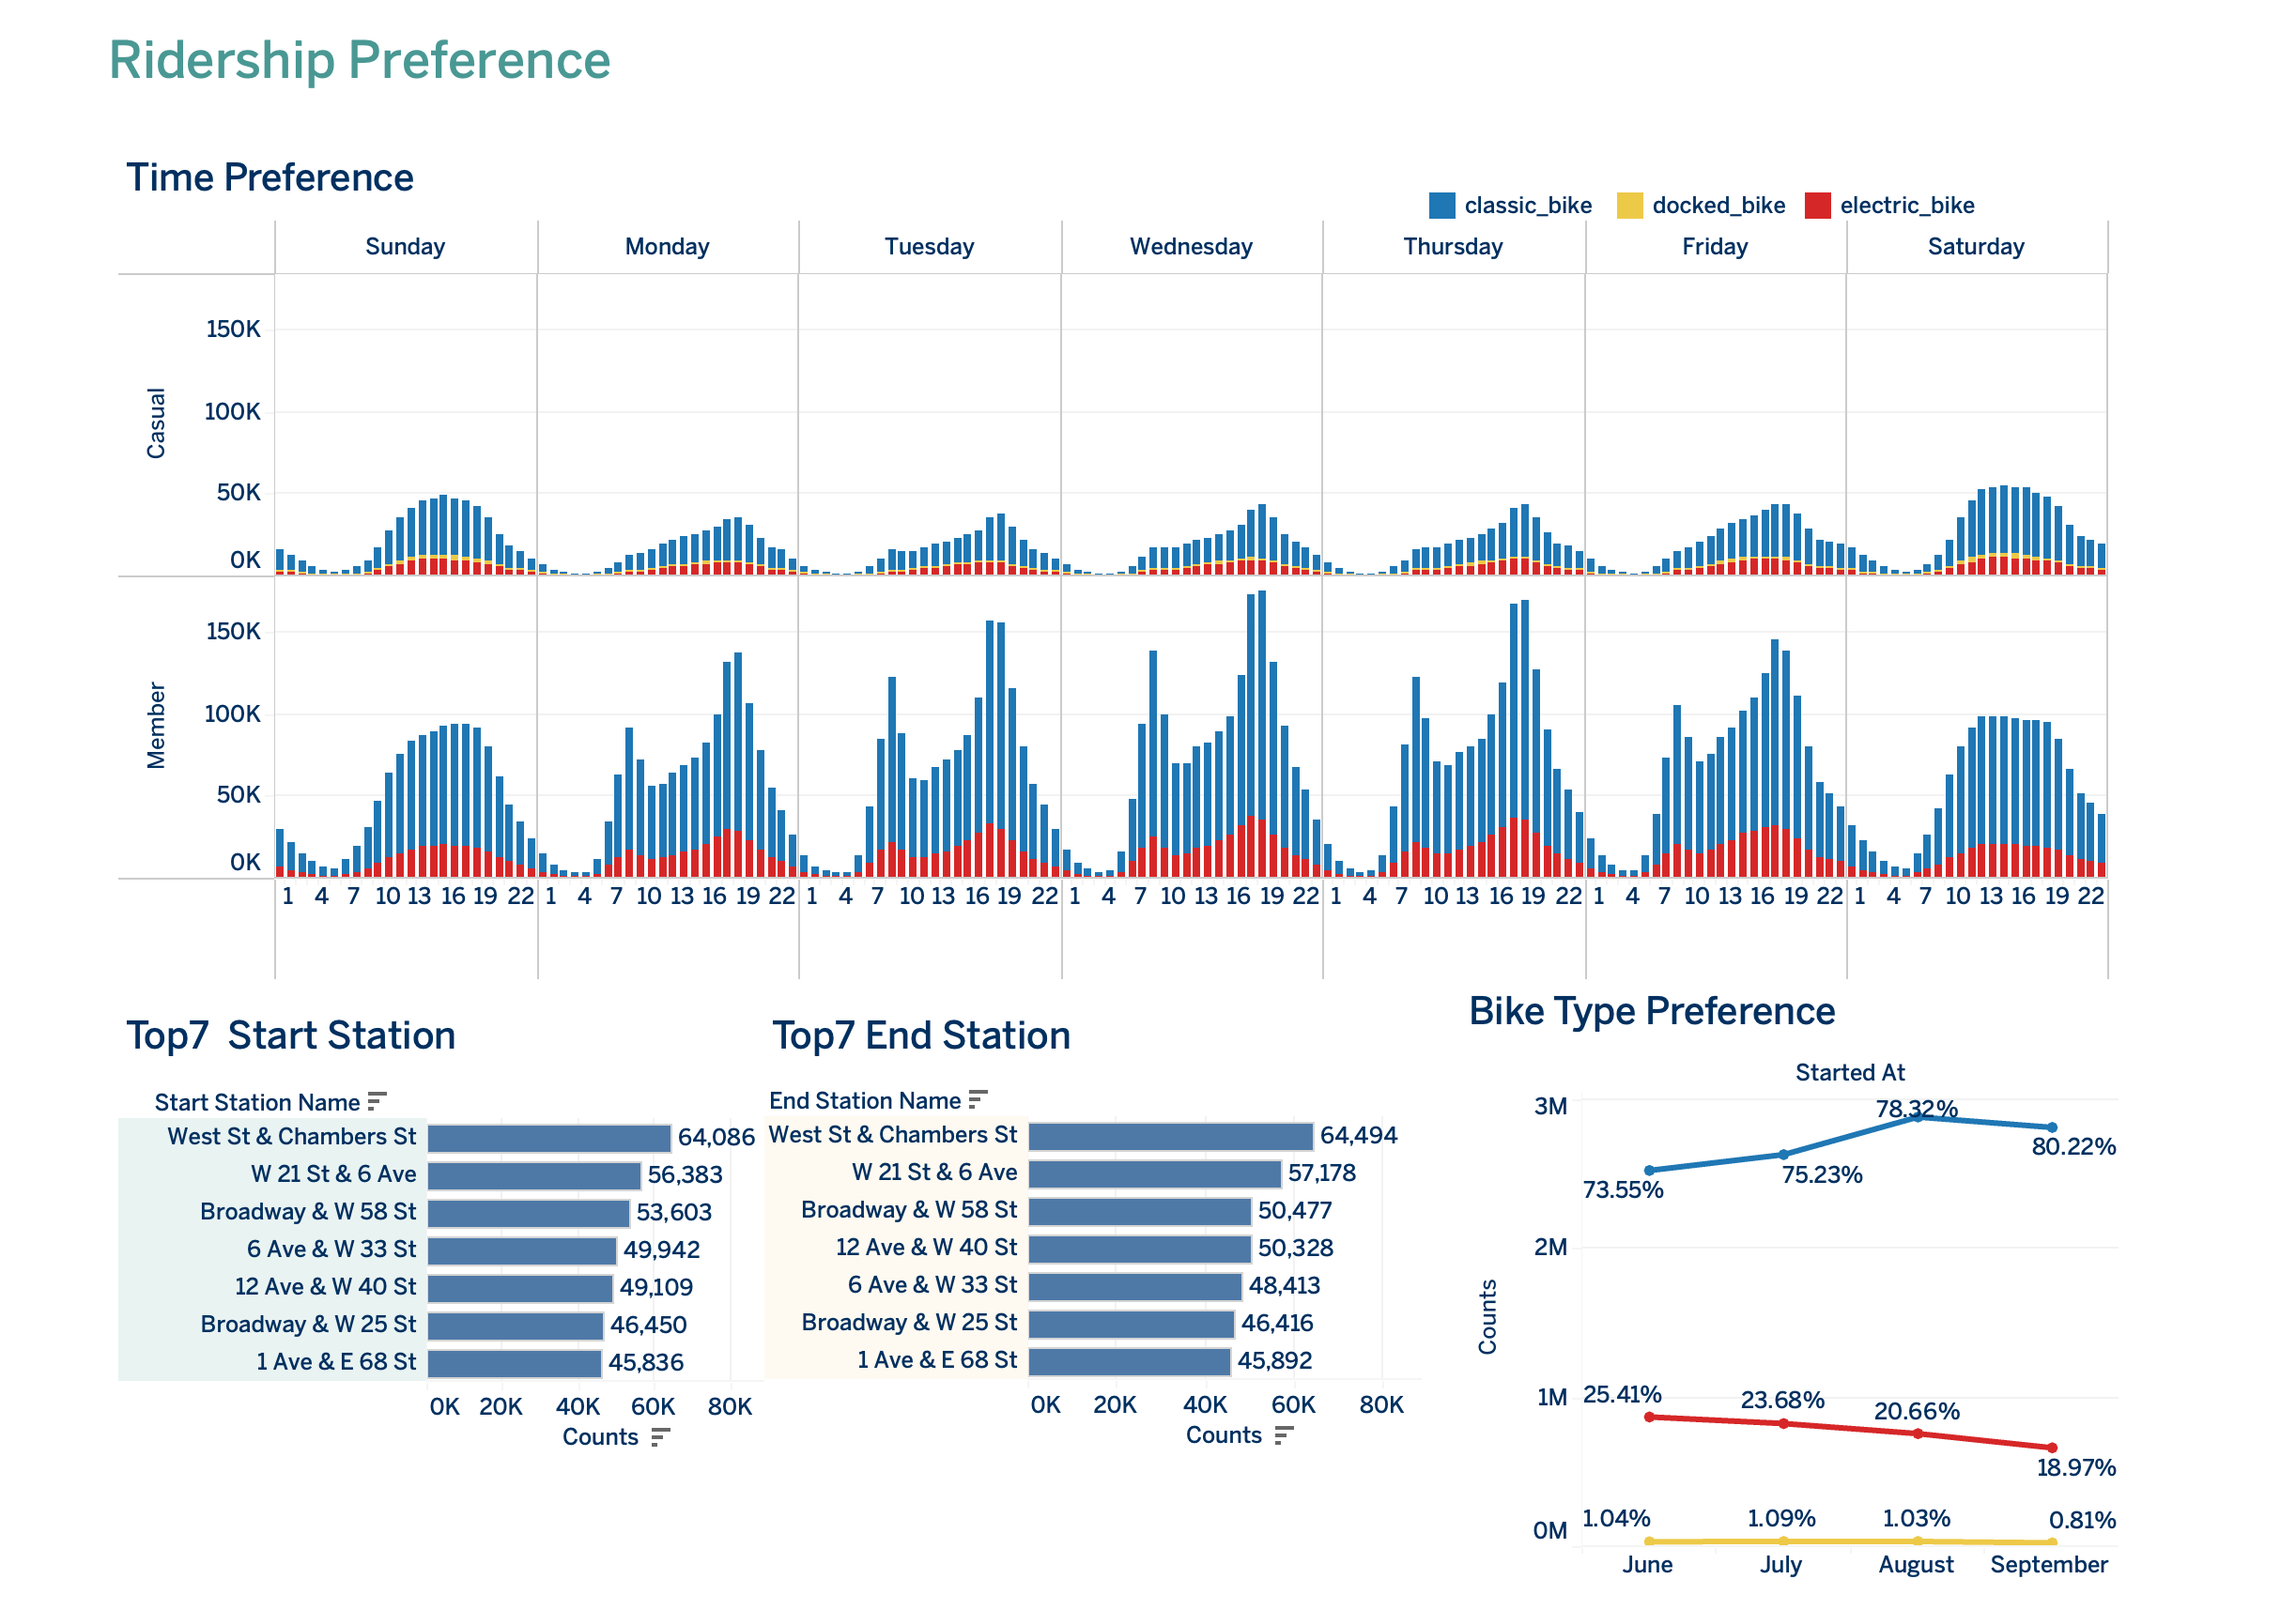 Ridership Preference
Time Preference
classic_bike docked_bike electric_bike
Sunday Monday Tuesday Wednesday Thursday Friday Saturday
Casual
150K
100K
50K
0K
Member
150K
100K
50K
0K
1 4 7 10 13 16 19 22 1 4 7 10 13 16 19 22 1 4 7 10 13 16 19 22 1 4 7 10 13 16 19 22 1 4 7 10 13 16 19 22 1 4 7 10 13 16 19 22 1 4 7 10 13 16 19 22
Top7 Start Station
Start Station Name
West St & Chambers St 64,086
W 21 St & 6 Ave 56,383
Broadway & W 58 St 53,603
6 Ave & W 33 St 49,942
12 Ave & W 40 St 49,109
Broadway & W 25 St 46,450
1 Ave & E 68 St 45,836
0K 20K 40K 60K 80K
Counts
Top7 End Station
End Station Name
West St & Chambers St 64,494
W 21 St & 6 Ave 57,178
Broadway & W 58 St 50,477
12 Ave & W 40 St 50,328
6 Ave & W 33 St 48,413
Broadway & W 25 St 46,416
1 Ave & E 68 St 45,892
0K 20K 40K 60K 80K
Counts
Bike Type Preference
Started At
3M
2M
1M
0M
Counts
73.55% 75.23% 78.32% 80.22%
25.41% 23.68% 20.66% 18.97%
1.04% 1.09% 1.03% 0.81%
June July August September